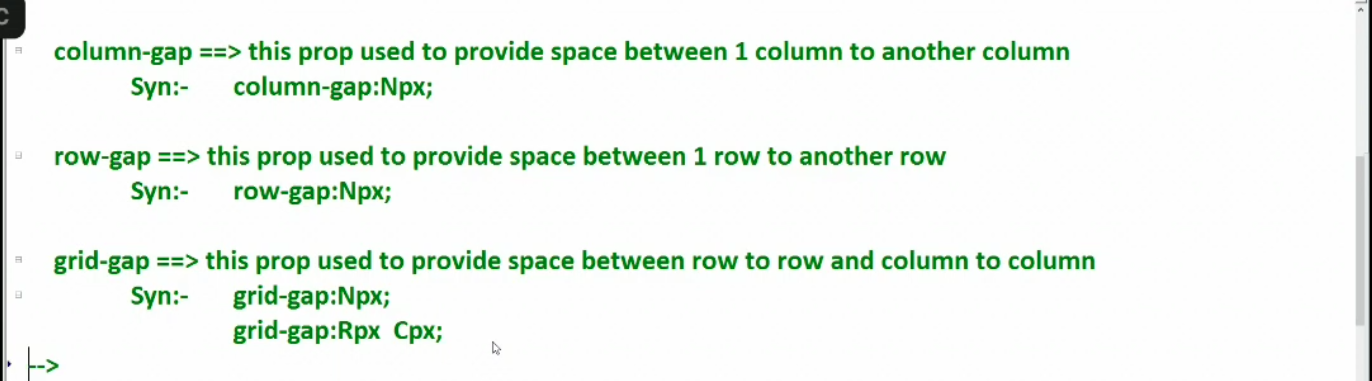 C
column-gap ==> this prop used to provide space between 1 column to another column
Syn:- column-gap:Npx;
row-gap ==> this prop used to provide space between 1 row to another row
Syn:- row-gap:Npx;
grid-gap ==> this prop used to provide space between row to row and column to column
Syn:- grid-gap:Npx;
grid-gap:Rpx Cpx;
-->